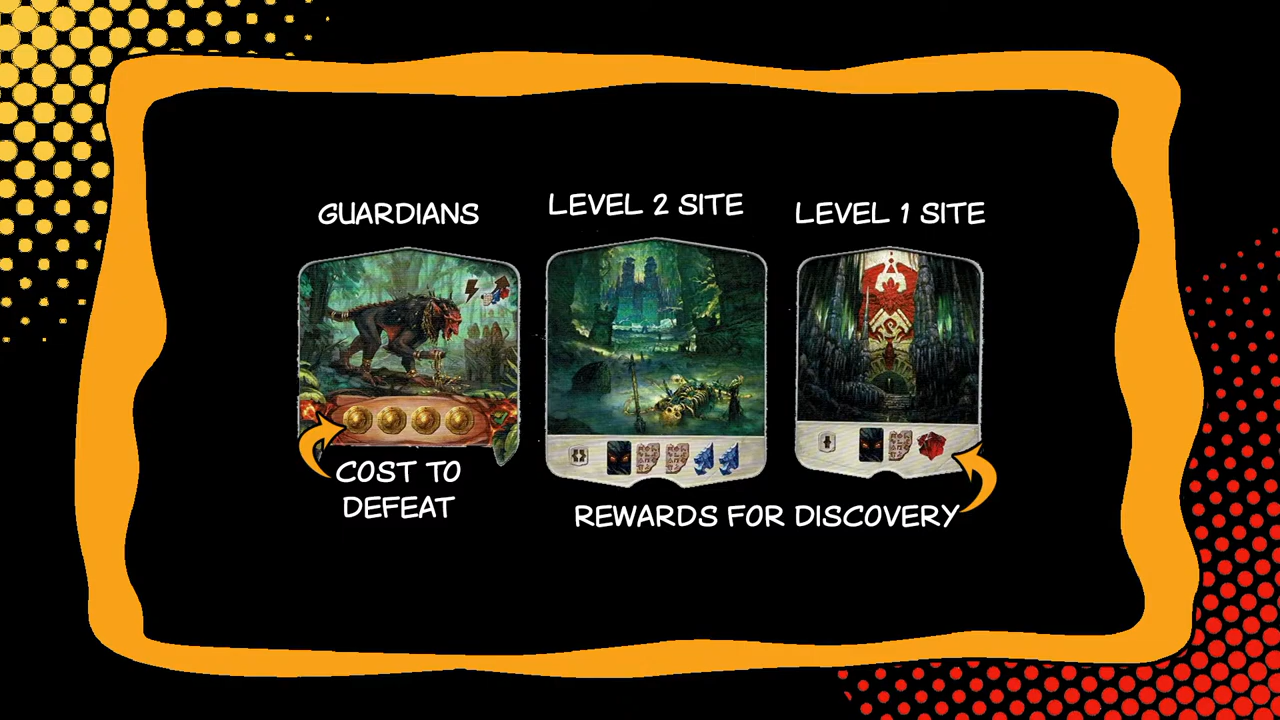 GUARDIANS
LEVEL 2 SITE
LEVEL 1 SITE
COST TO
DEFEAT
REWARDS FOR DISCOVERY